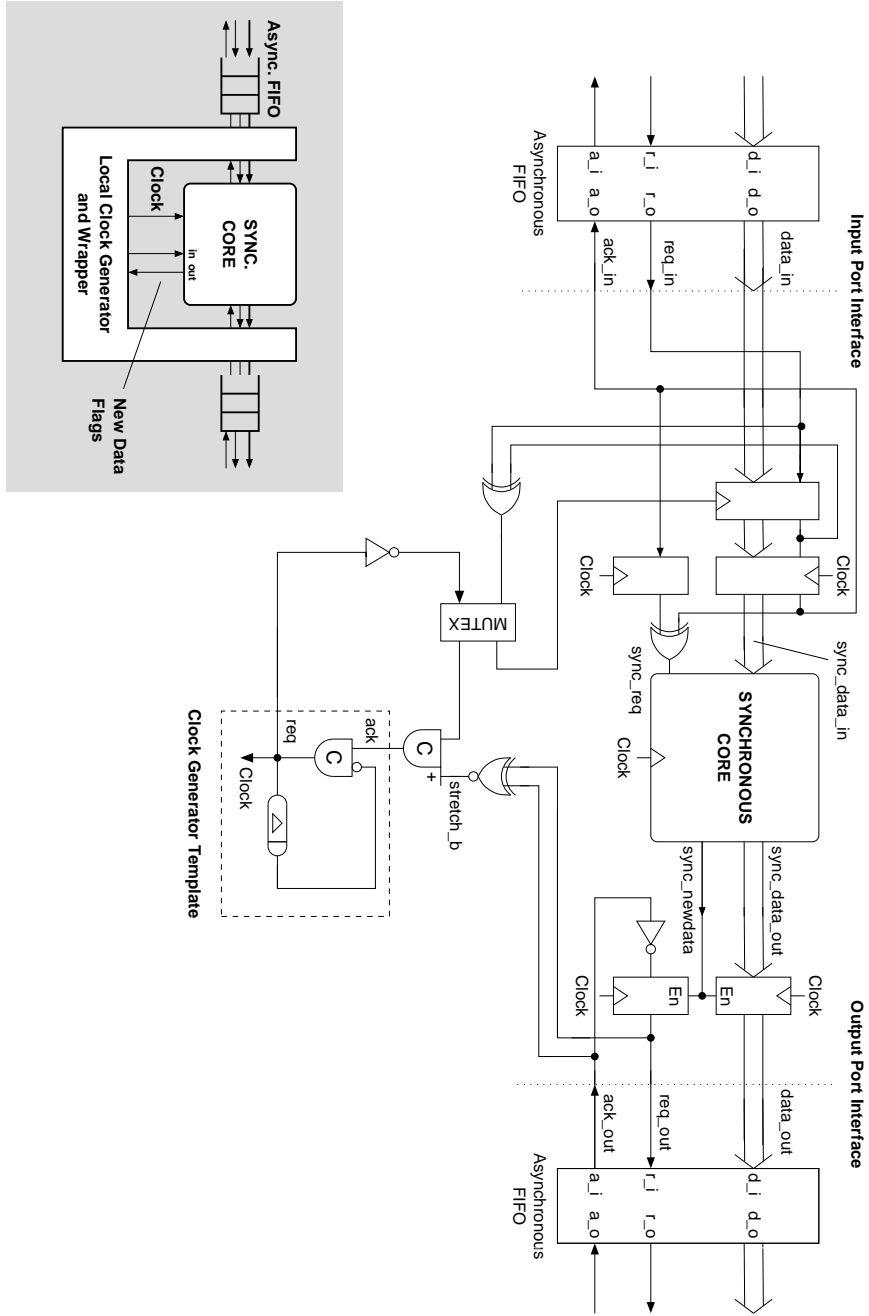 Input Port Interface
Output Port Interface
d_i d_o
r_i r_o
a_i a_o
Asynchronous
FIFO
data_in
req_in
ack_in
Clock
Clock
sync_data_in
sync_req
SYNCHRONOUS
CORE
Clock
sync_data_out
sync_newdata
Clock
En
En
Clock
data_out
req_out
ack_out
d_i d_o
r_i r_o
a_i a_o
Asynchronous
FIFO
MUTEX
C
+
stretch_b
ack
C
req
Clock
Clock Generator Template
Async. FIFO
SYNC.
CORE
in out
Clock
Local Clock Generator
and Wrapper
New Data
Flags